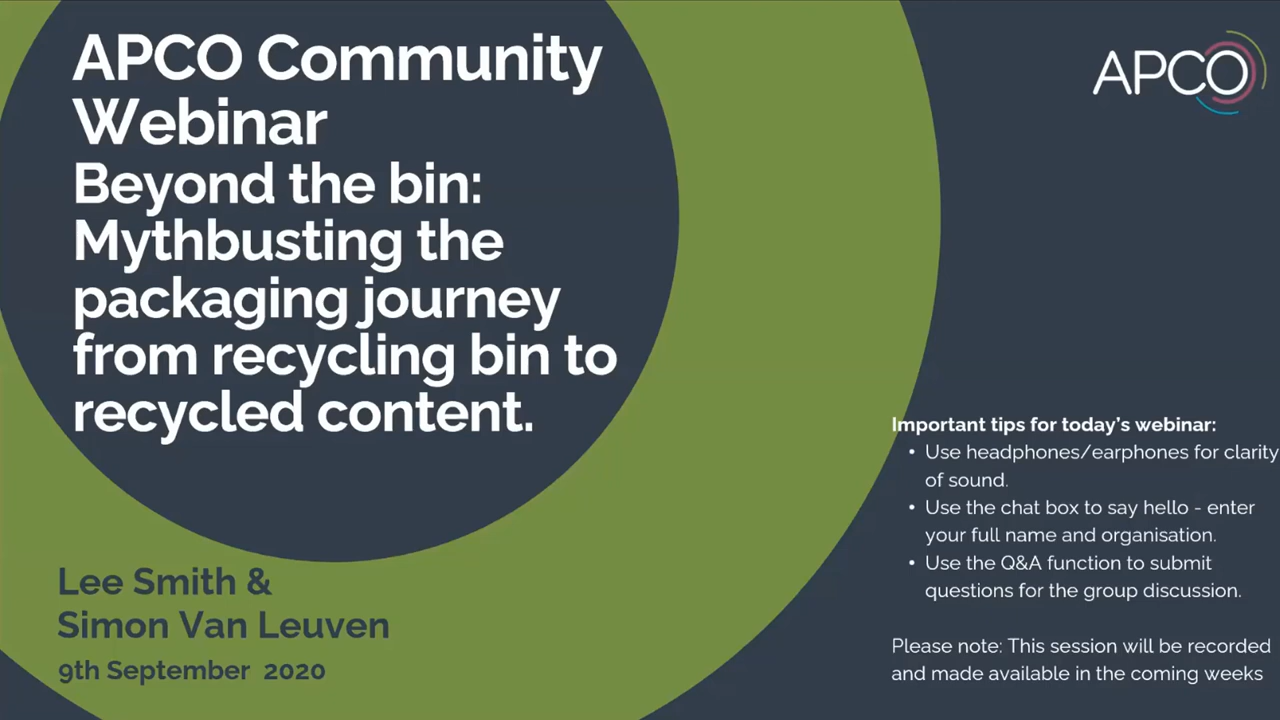 APCO Community
Webinar
Beyond the bin:
Mythbusting the
packaging journey
from recycling bin to
recycled content.
Lee Smith &
Simon Van Leuven
9th September 2020
APCO
Important tips for today's webinar:
• Use headphones/earphones for clarity
of sound.
• Use the chat box to say hello - enter
your full name and organisation.
• Use the Q&A function to submit
questions for the group discussion.
Please note: This session will be recorded
and made available in the coming weeks